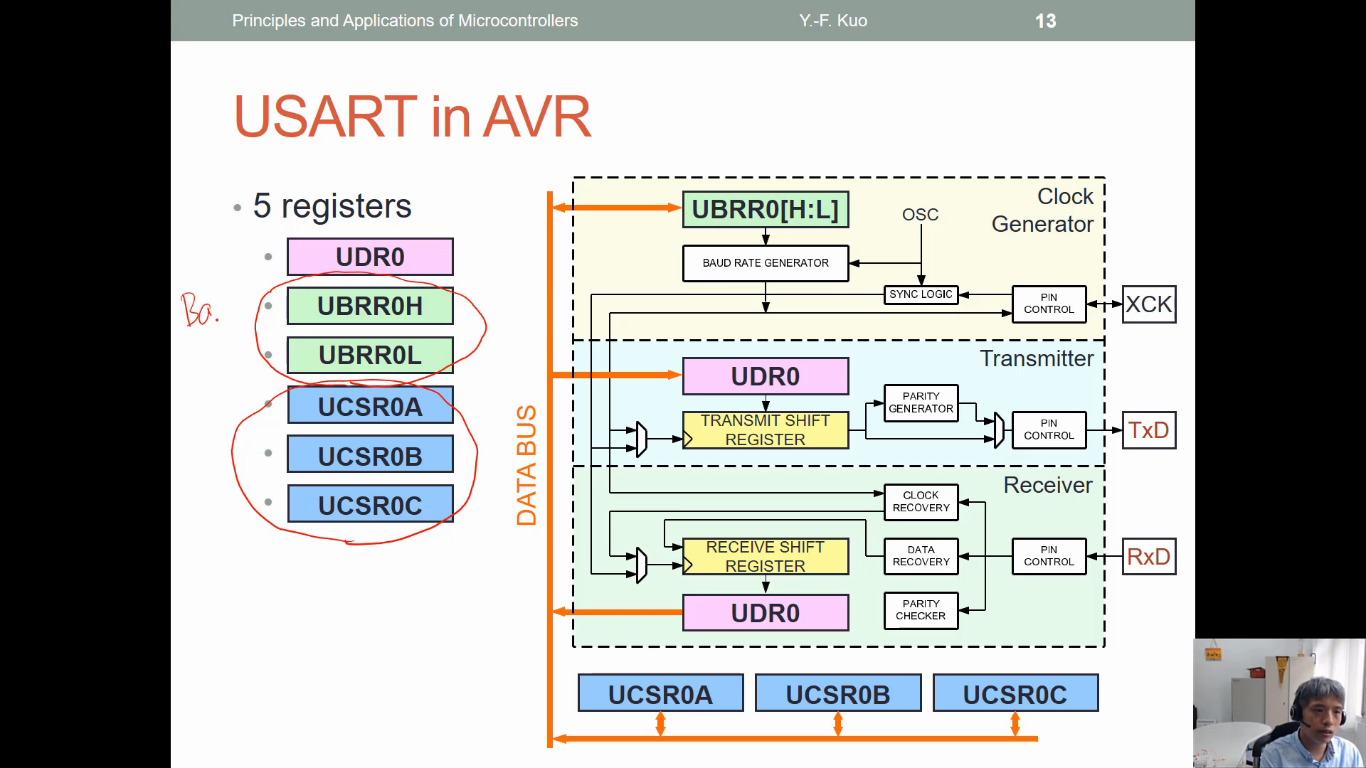 Principles and Applications of Microcontrollers Y.-F. Kuo 13
USART in AVR
• 5 registers
• UDR0
• UBRR0H
• UBRR0L
• UCSR0A
• UCSR0B
• UCSR0C
Ba.
DATA BUS
Clock
Generator
UBRR0[H:L]
OSC
BAUD RATE GENERATOR
SYNC LOGIC
PIN
CONTROL
XCK
Transmitter
UDR0
TRANSMIT SHIFT
REGISTER
PARITY
GENERATOR
PIN
CONTROL
TxD
Receiver
CLOCK
RECOVERY
RECEIVE SHIFT
REGISTER
DATA
RECOVERY
PIN
CONTROL
RxD
UDR0
PARITY
CHECKER
UCSR0A UCSR0B UCSR0C